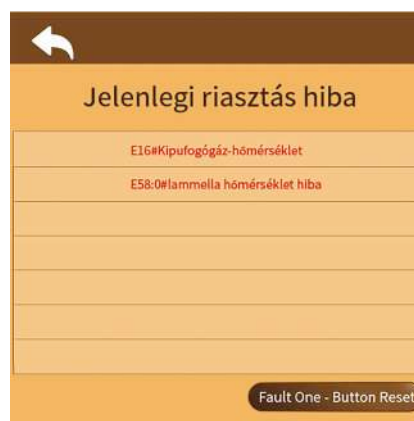 Jelenlegi riasztás hiba
E16#Kipufogógáz-hőmérséklet
E58:0#lammella hőmérséklet hiba
Fault One - Button Reset